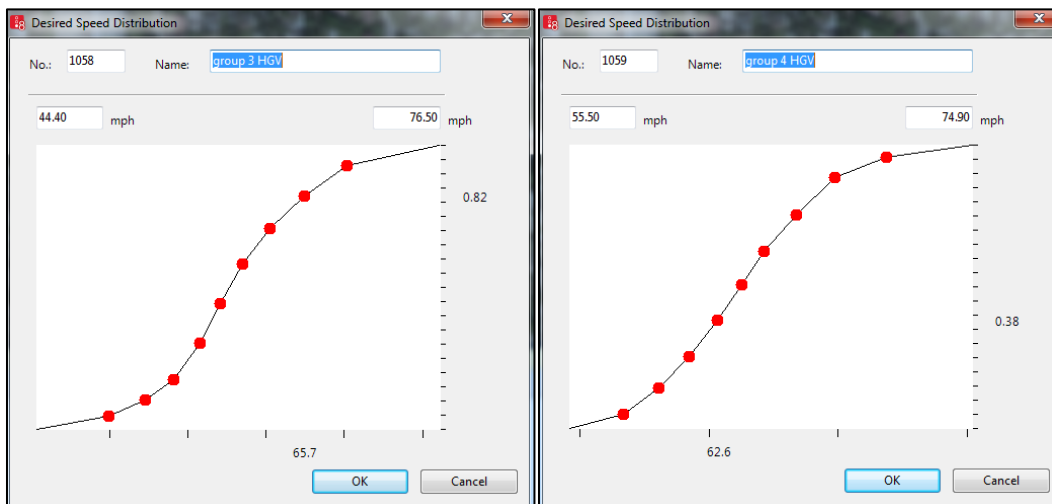 Desired Speed Distribution
No.: 1058 Name: group 3 HGV
44.40 mph 76.50 mph
0.82
65.7
OK Cancel
Desired Speed Distribution
No.: 1059 Name: group 4 HGV
55.50 mph 74.90 mph
0.38
62.6
OK Cancel